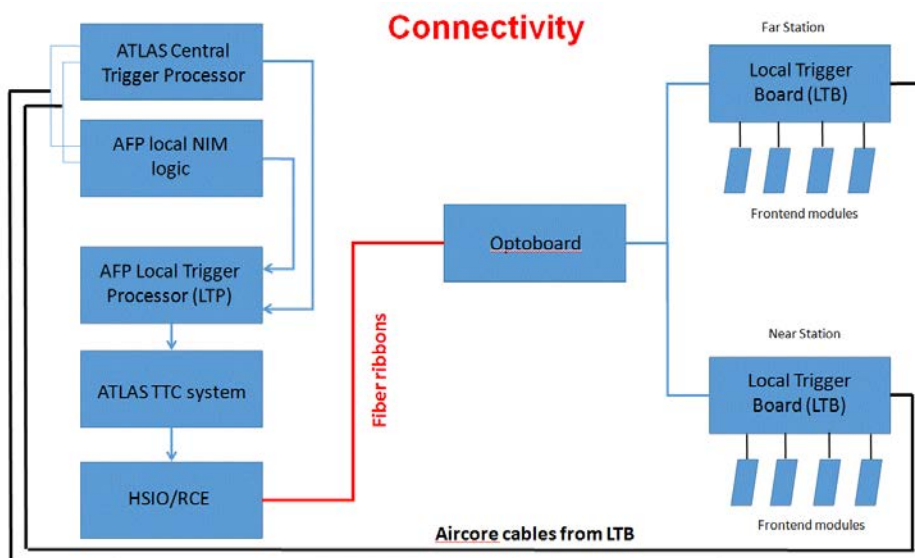 Connectivity
ATLAS Central
Trigger Processor
AFP local NIM
logic
AFP Local Trigger
Processor (LTP)
ATLAS TTC system
HSIO/RCE
Fiber ribbons
Optoboard
Far Station
Local Trigger
Board (LTB)
Frontend modules
Near Station
Local Trigger
Board (LTB)
Frontend modules
Aircore cables from LTB